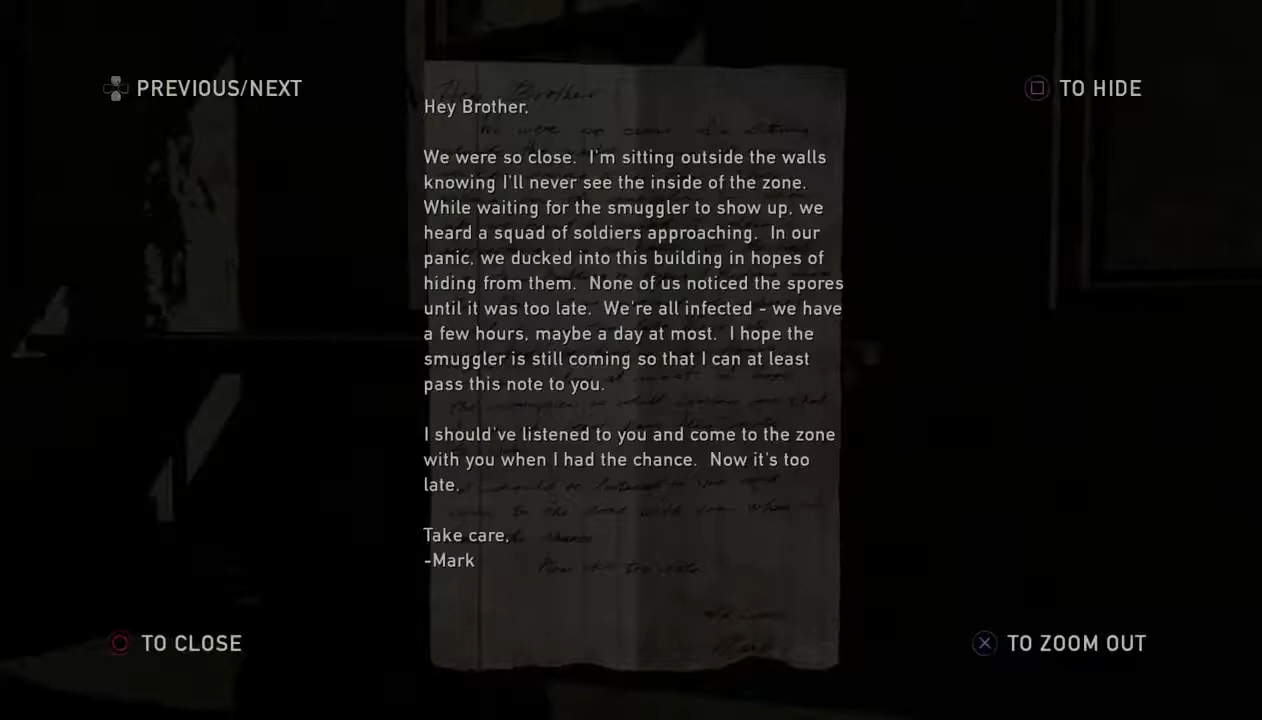 PREVIOUS/NEXT
TO HIDE
Hey Brother,
We were so close. I'm sitting outside the walls
knowing I'll never see the inside of the zone.
While waiting for the smuggler to show up, we
heard a squad of soldiers approaching. In our
panic, we ducked into this building in hopes of
hiding from them. None of us noticed the spores
until it was too late. We're all infected - we have
a few hours, maybe a day at most. I hope the
smuggler is still coming so that I can at least
pass this note to you.
I should've listened to you and come to the zone
with you when I had the chance. Now it's too
late.
Take care,
-Mark
TO CLOSE
TO ZOOM OUT